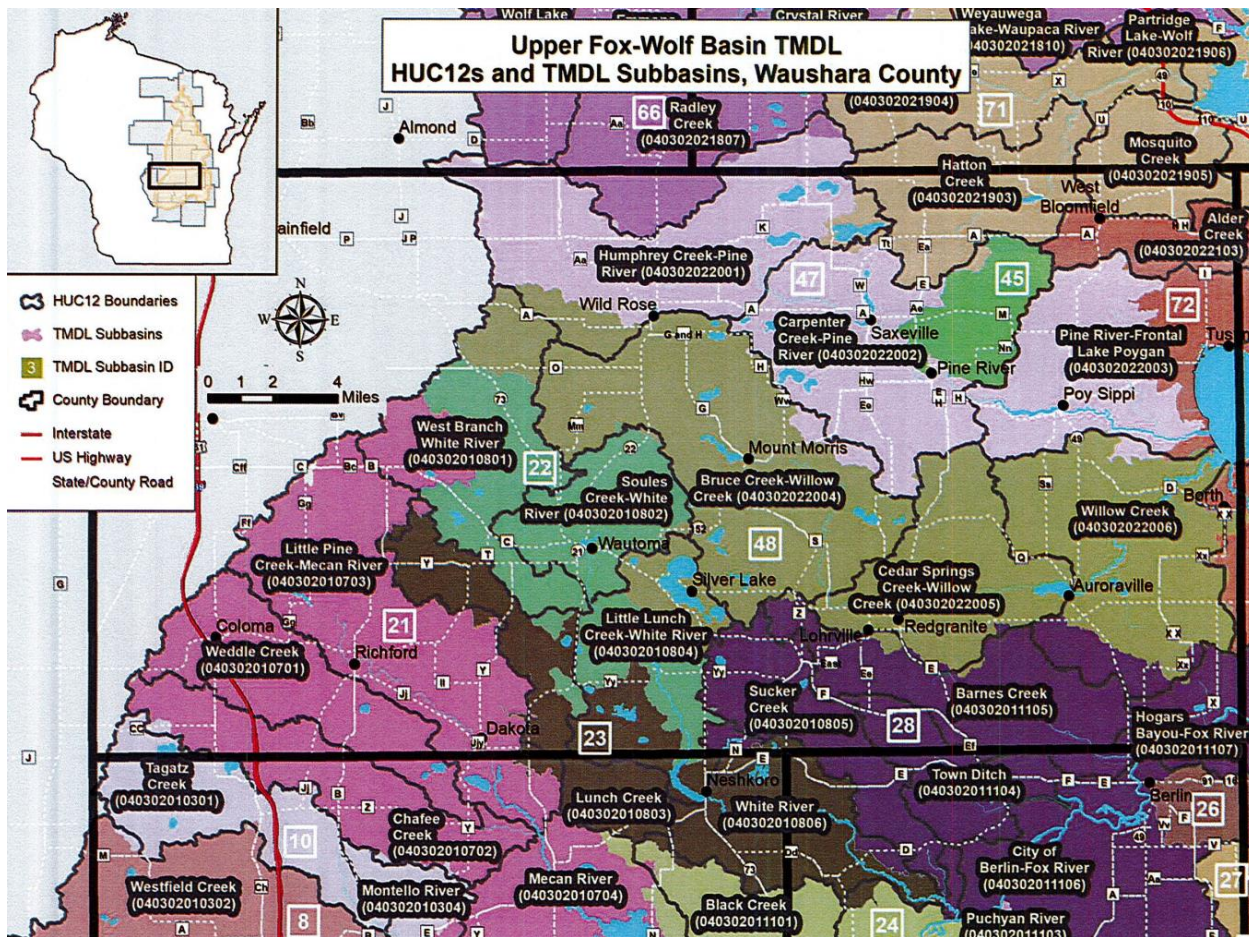 Upper Fox-Wolf Basin TMDL
HUC12s and TMDL Subbasins, Waushara County
Wolf Lake
Crystal River
Weyauwega
Lake-Waupaca River
(040302021810)
Partridge
Lake-Wolf
River (040302021906)
Almond
66
Radley
Creek
(040302021807)
(040302021904)
71
Mosquito
Creek
(040302021905)
Hatton
Creek
(040302021903)
West
Bloomfield
Alder
Creek
(040302022103)
ainfield
Humphrey Creek-Pine
River (040302022001)
47
45
72
Wild Rose
Carpenter
Creek-Pine
River (040302022002)
Saxeville
Pine River
Pine River-Frontal
Lake Poygan
(040302022003)
Poy Sippi
HUC12 Boundaries
TMDL Subbasins
3
TMDL Subbasin ID
County Boundary
Interstate
US Highway
State/County Road
N
W
E
S
0 2 4
Miles
West Branch
White River
(040302010801)
22
Soules
Creek-White
River (040302010802)
Mount Morris
Bruce Creek-Willow
Creek (040302022004)
Willow Creek
(040302022006)
Borth
Little Pine
Creek-Mecan River
(040302010703)
Wautoma
48
Silver Lake
Cedar Springs
Creek-Willow
Creek (040302022005)
Auroraville
Coloma
Weddle Creek
(040302010701)
21
Richford
Little Lunch
Creek-White River
(040302010804)
Lohrville
Redgranite
Dakota
23
Sucker
Creek
(040302010805)
28
Barnes Creek
(040302011105)
Hogars
Bayou-Fox River
(040302011107)
Tagatz
Creek
(040302010301)
Neshkoro
Town Ditch
(040302011104)
Berlin
26
10
Chafee
Creek
(040302010702)
Lunch Creek
(040302010803)
White River
(040302010806)
City of
Berlin-Fox River
(040302011106)
27
Westfield Creek
(040302010302)
8
Montello River
(040302010304)
Mecan River
(040302010704)
Black Creek
(040302011101)
24
Puchyan River
(040302011103)